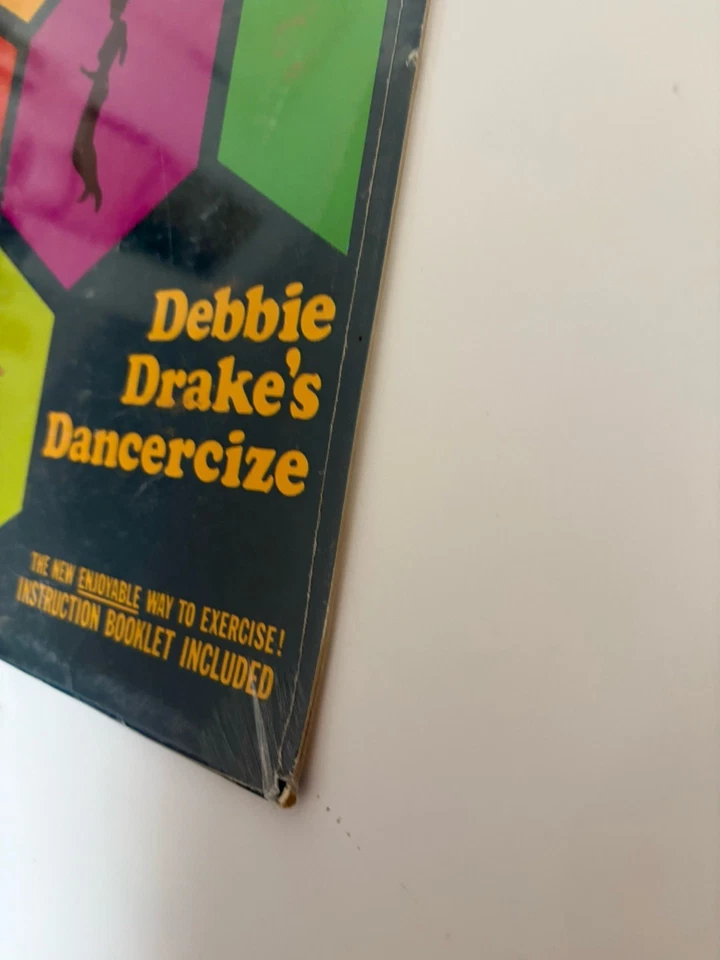 Debbie
Drake's
Dancercize
THE NEW ENJOYABLE WAY TO EXERCISE!
INSTRUCTION BOOKLET INCLUDED